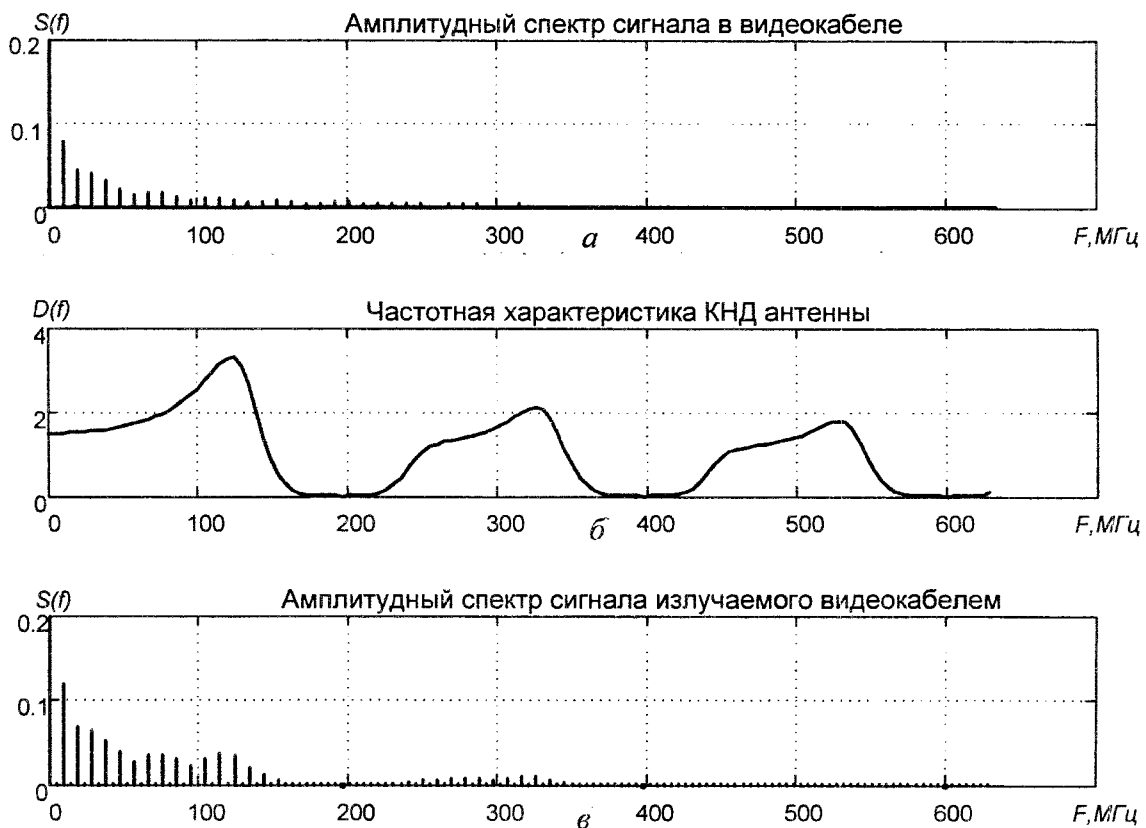 S(f)
Амплитудный спектр сигнала в видеокабеле
0.2
0.1
0
0 100 200 300 400 500 600 F,МГц
а
D(f)
Частотная характеристика КНД антенны
4
2
0
0 100 200 300 400 500 600 F,МГц
б
S(f)
Амплитудный спектр сигнала излучаемого видеокабелем
0.2
0.1
0
0 100 200 300 400 500 600 F,МГц
в